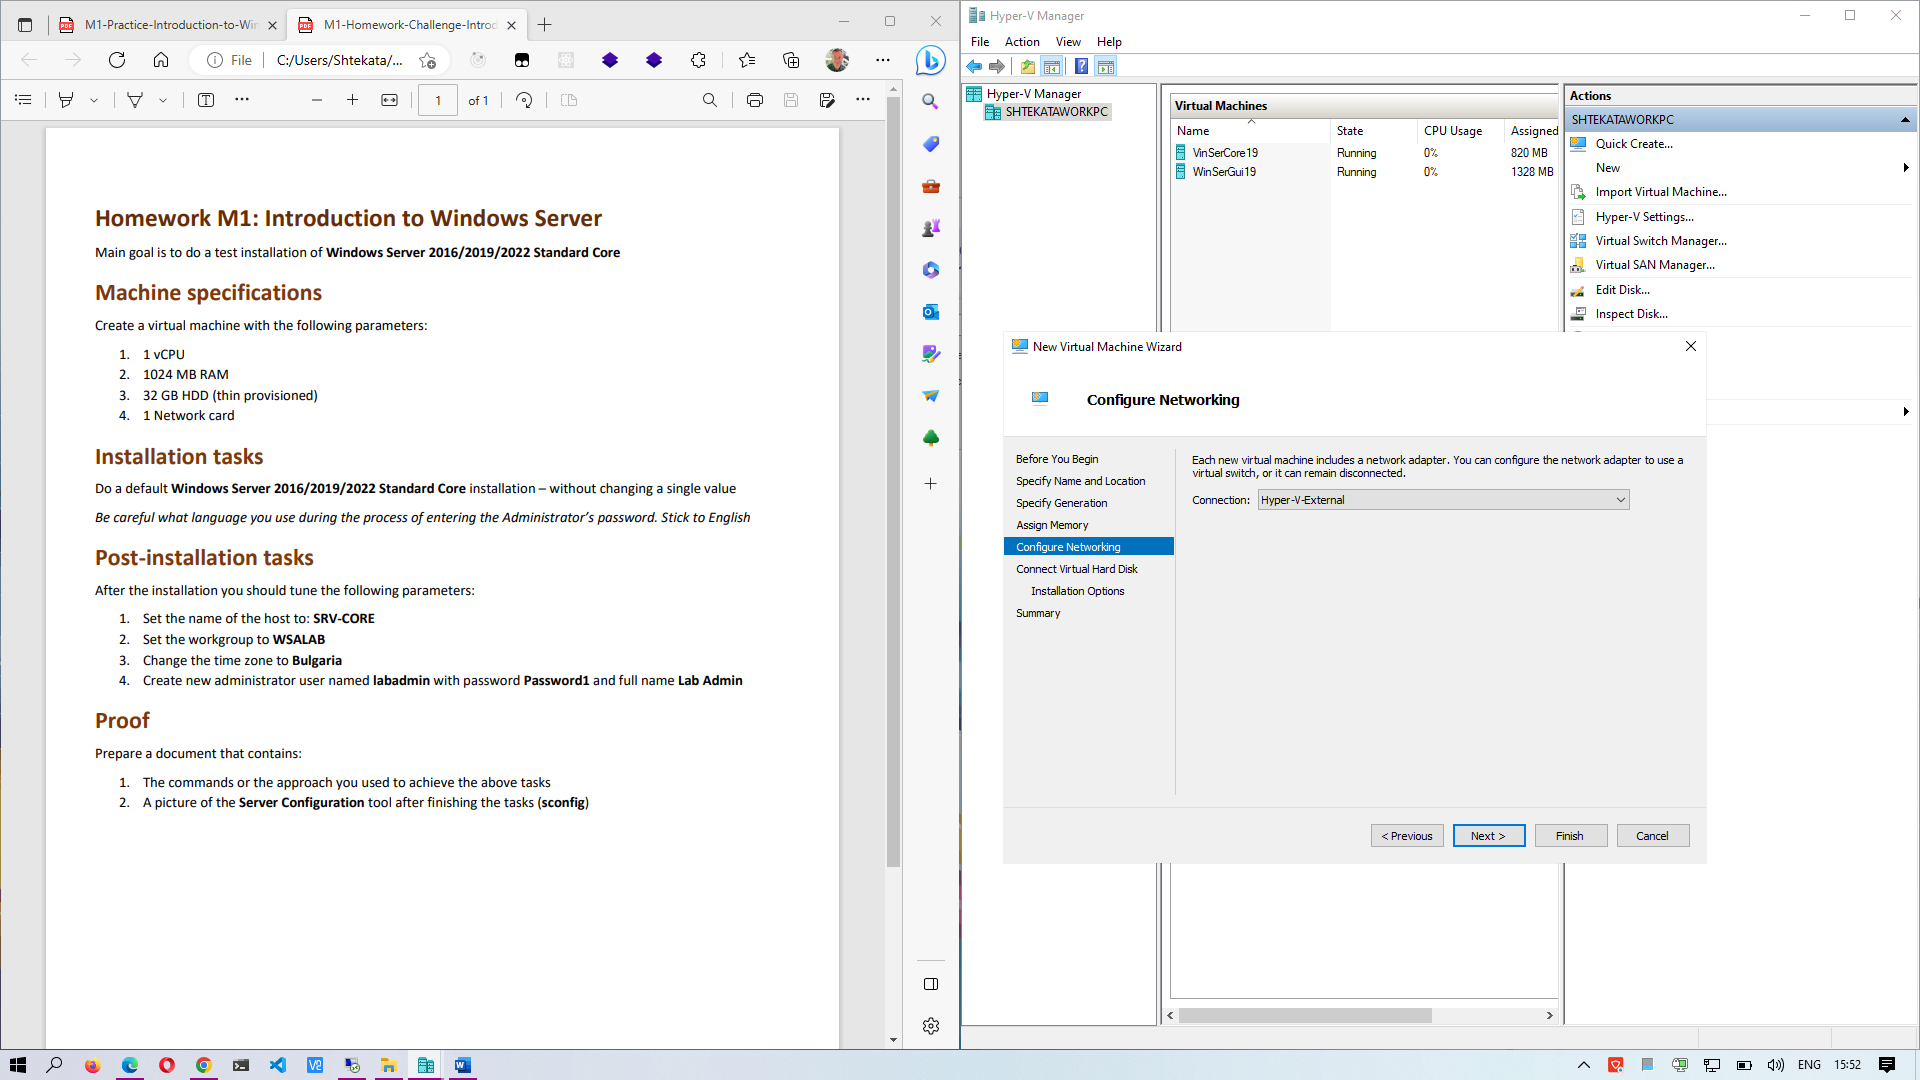 M1-Practice-Introduction-to-Win
M1-Homework-Challenge-Introd
File
C:/Users/Shtekata/...
1
of 1
Homework M1: Introduction to Windows Server
Main goal is to do a test installation of Windows Server 2016/2019/2022 Standard Core
Machine specifications
Create a virtual machine with the following parameters:
1. 1 vCPU
2. 1024 MB RAM
3. 32 GB HDD (thin provisioned)
4. 1 Network card
Installation tasks
Do a default Windows Server 2016/2019/2022 Standard Core installation – without changing a single value
Be careful what language you use during the process of entering the Administrator's password. Stick to English
Post-installation tasks
After the installation you should tune the following parameters:
1. Set the name of the host to: SRV-CORE
2. Set the workgroup to WSALAB
3. Change the time zone to Bulgaria
4. Create new administrator user named labadmin with password Password1 and full name Lab Admin
Proof
Prepare a document that contains:
1. The commands or the approach you used to achieve the above tasks
2. A picture of the Server Configuration tool after finishing the tasks (sconfig)
Hyper-V Manager
File Action View Help
Hyper-V Manager
SHTEKATAWORKPC
Virtual Machines
Name State CPU Usage Assigned
VinSerCore19 Running 0% 820 MB
WinSerGui19 Running 0% 1328 MB
Actions
SHTEKATAWORKPC
Quick Create...
New
Import Virtual Machine...
Hyper-V Settings...
Virtual Switch Manager...
Virtual SAN Manager...
Edit Disk...
Inspect Disk...
New Virtual Machine Wizard
Configure Networking
Before You Begin
Specify Name and Location
Specify Generation
Assign Memory
Configure Networking
Connect Virtual Hard Disk
Installation Options
Summary
Each new virtual machine includes a network adapter. You can configure the network adapter to use a
virtual switch, or it can remain disconnected.
Connection: Hyper-V-External
< Previous
Next >
Finish
Cancel
ENG
15:52